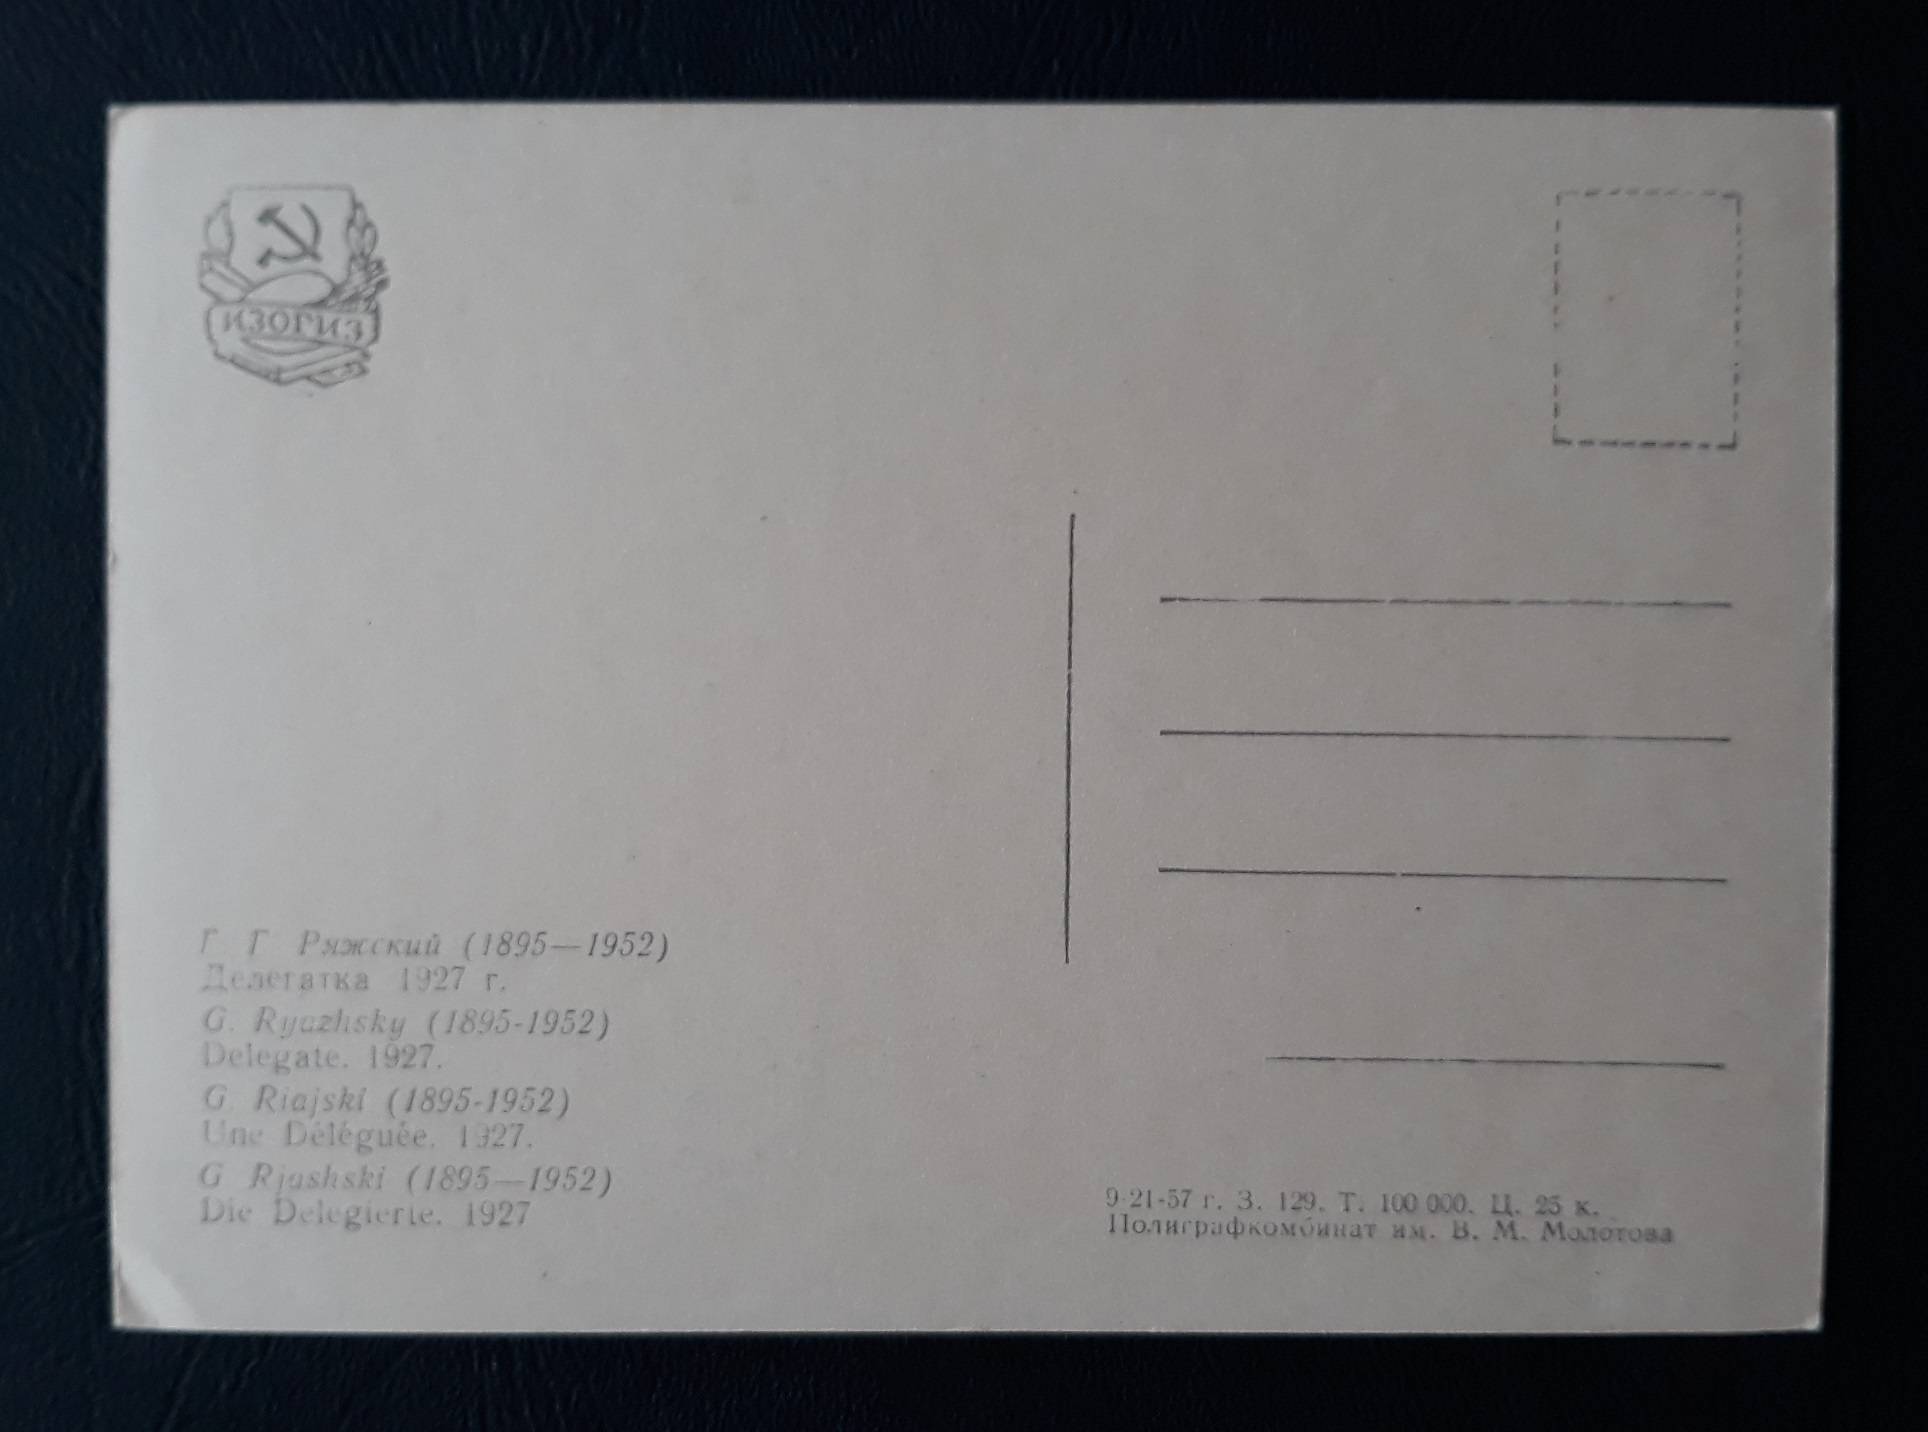 ИЗОГИЗ
Г Г Ряжский (1895—1952)
Делегатка 1927 г.
G. Ryazhsky (1895-1952)
Delegate. 1927.
G Riajski (1895-1952)
Une Déléguée. 1927.
G Rjashski (1895—1952)
Die Delegierte. 1927
9-21-57 г. З. 129. Т. 100 000. Ц. 25 к.
Полиграфкомбинат им. В. М. Молотова